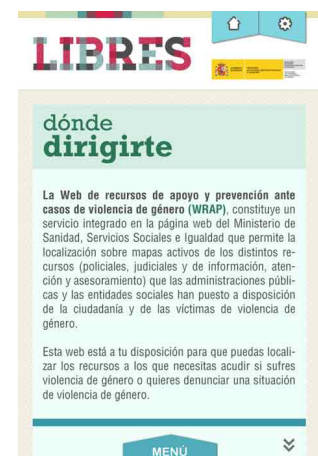 LIBRES
dónde
dirigirte
La Web de recursos de apoyo y prevención ante
casos de violencia de género (WRAP), constituye un
servicio integrado en la página web del Ministerio de
Sanidad, Servicios Sociales e Igualdad que permite la
localización sobre mapas activos de los distintos re-
cursos (policiales, judiciales y de información, aten-
ción y asesoramiento) que las administraciones públi-
cas y las entidades sociales han puesto a disposición
de la ciudadanía y de las víctimas de violencia de
género.
Esta web está a tu disposición para que puedas locali-
zar los recursos a los que necesitas acudir si sufres
violencia de género o quieres denunciar una situación
de violencia de género.
MENÚ